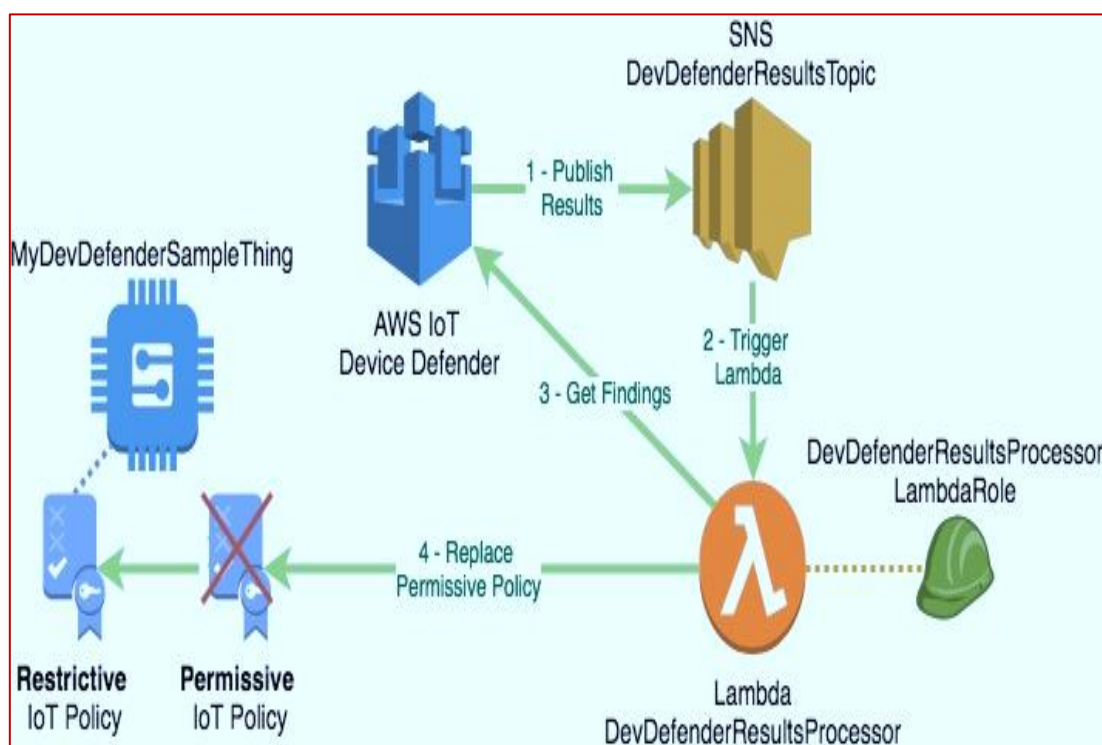 SNS
DevDefenderResultsTopic
1 - Publish
Results
MyDevDefenderSampleThing
AWS IoT
Device Defender
2 - Trigger
Lambda
3 - Get Findings
DevDefenderResultsProcessor
LambdaRole
4 - Replace
Permissive Policy
Restrictive
IoT Policy
Permissive
IoT Policy
Lambda
DevDefenderResultsProcessor